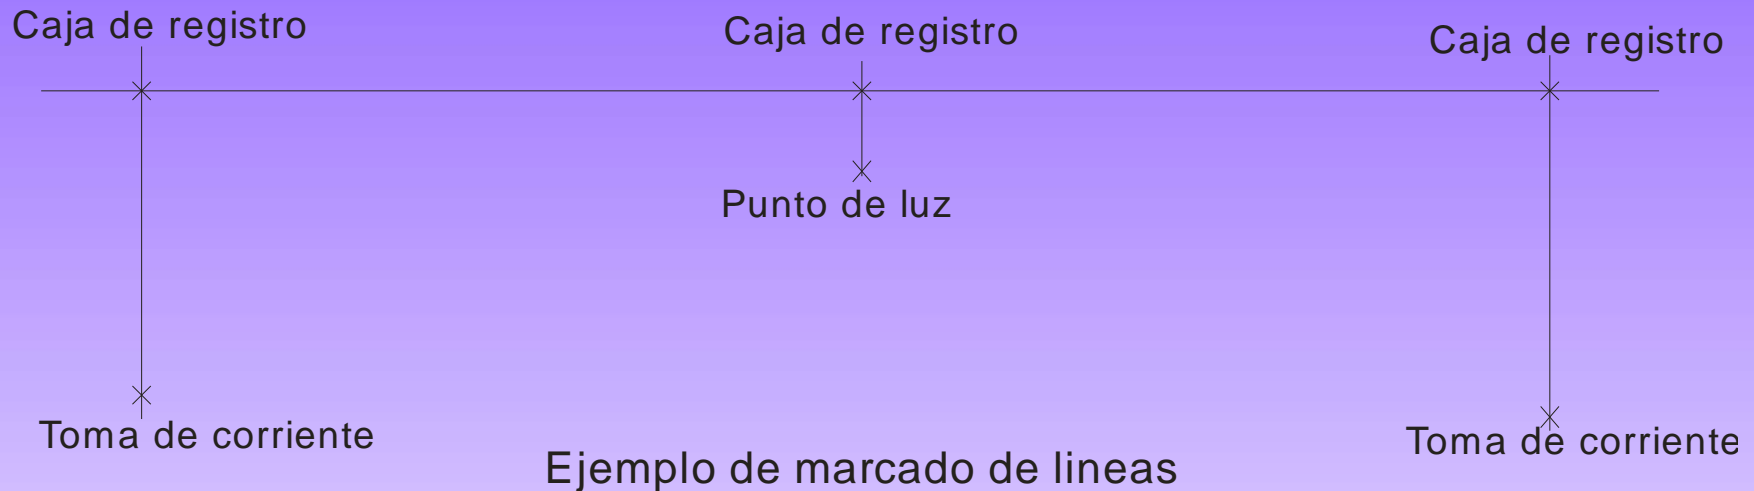 Caja de registro
Caja de registro
Caja de registro
Punto de luz
Toma de corriente
Toma de corriente
Ejemplo de marcado de lineas